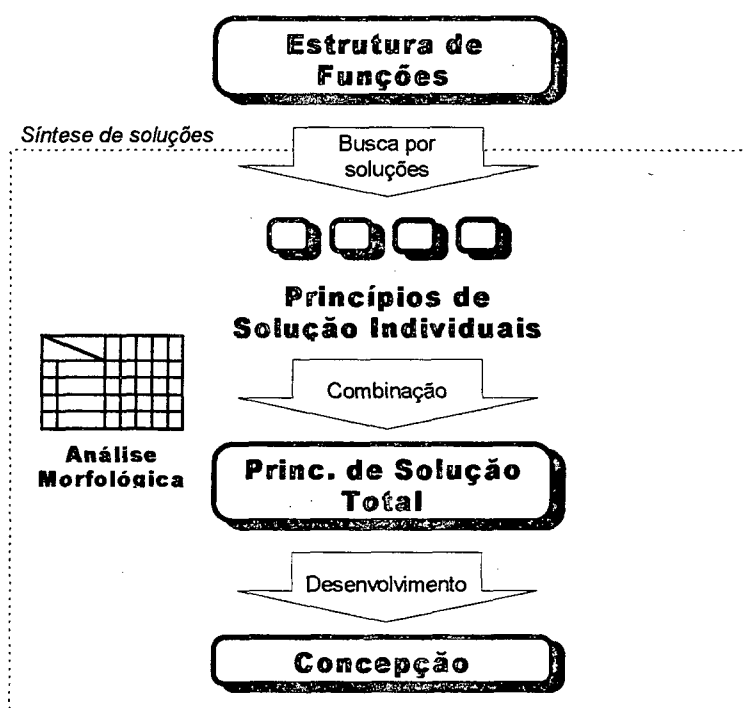 Estrutura de
Funções
Síntese de soluções
Busca por
soluções
Princípios de
Solução Individuais
Combinação
Análise
Morfológica
Princ. de Solução
Total
Desenvolvimento
Concepção